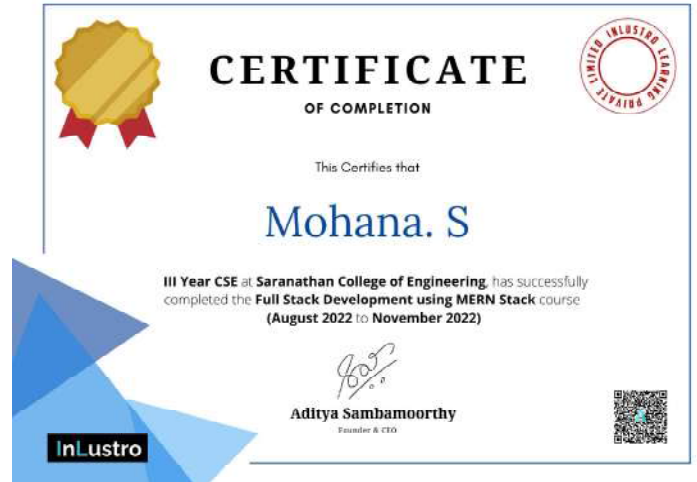 CERTIFICATE
OF COMPLETION
INLUSTRO LEARNING PRIVATE LIMITED
This Certifies that
Mohana. S
III Year CSE at Saranathan College of Engineering, has successfully
completed the Full Stack Development using MERN Stack course
(August 2022 to November 2022)
Aditya Sambamoorthy
Founder & CEO
InLustro